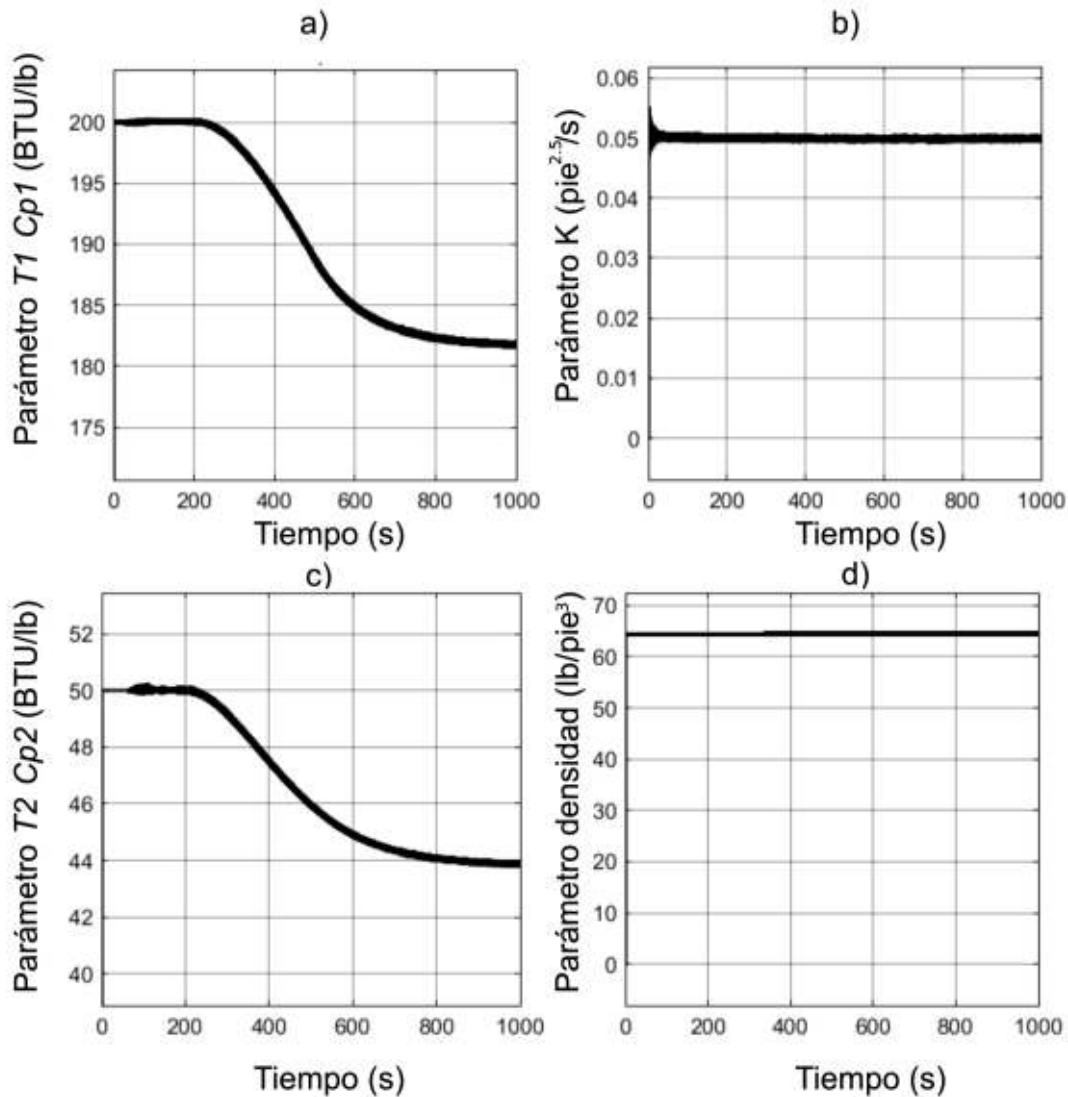 a)
Parámetro T1 Cp1 (BTU/lb)
200
195
190
185
180
175
0 200 400 600 800 1000
Tiempo (s)
b)
Parámetro K (pie^2.5/s)
0.06
0.05
0.04
0.03
0.02
0.01
0
0 200 400 600 800 1000
Tiempo (s)
c)
Parámetro T2 Cp2 (BTU/lb)
52
50
48
46
44
42
40
0 200 400 600 800 1000
Tiempo (s)
d)
Parámetro densidad (lb/pie³)
70
60
50
40
30
20
10
0
0 200 400 600 800 1000
Tiempo (s)